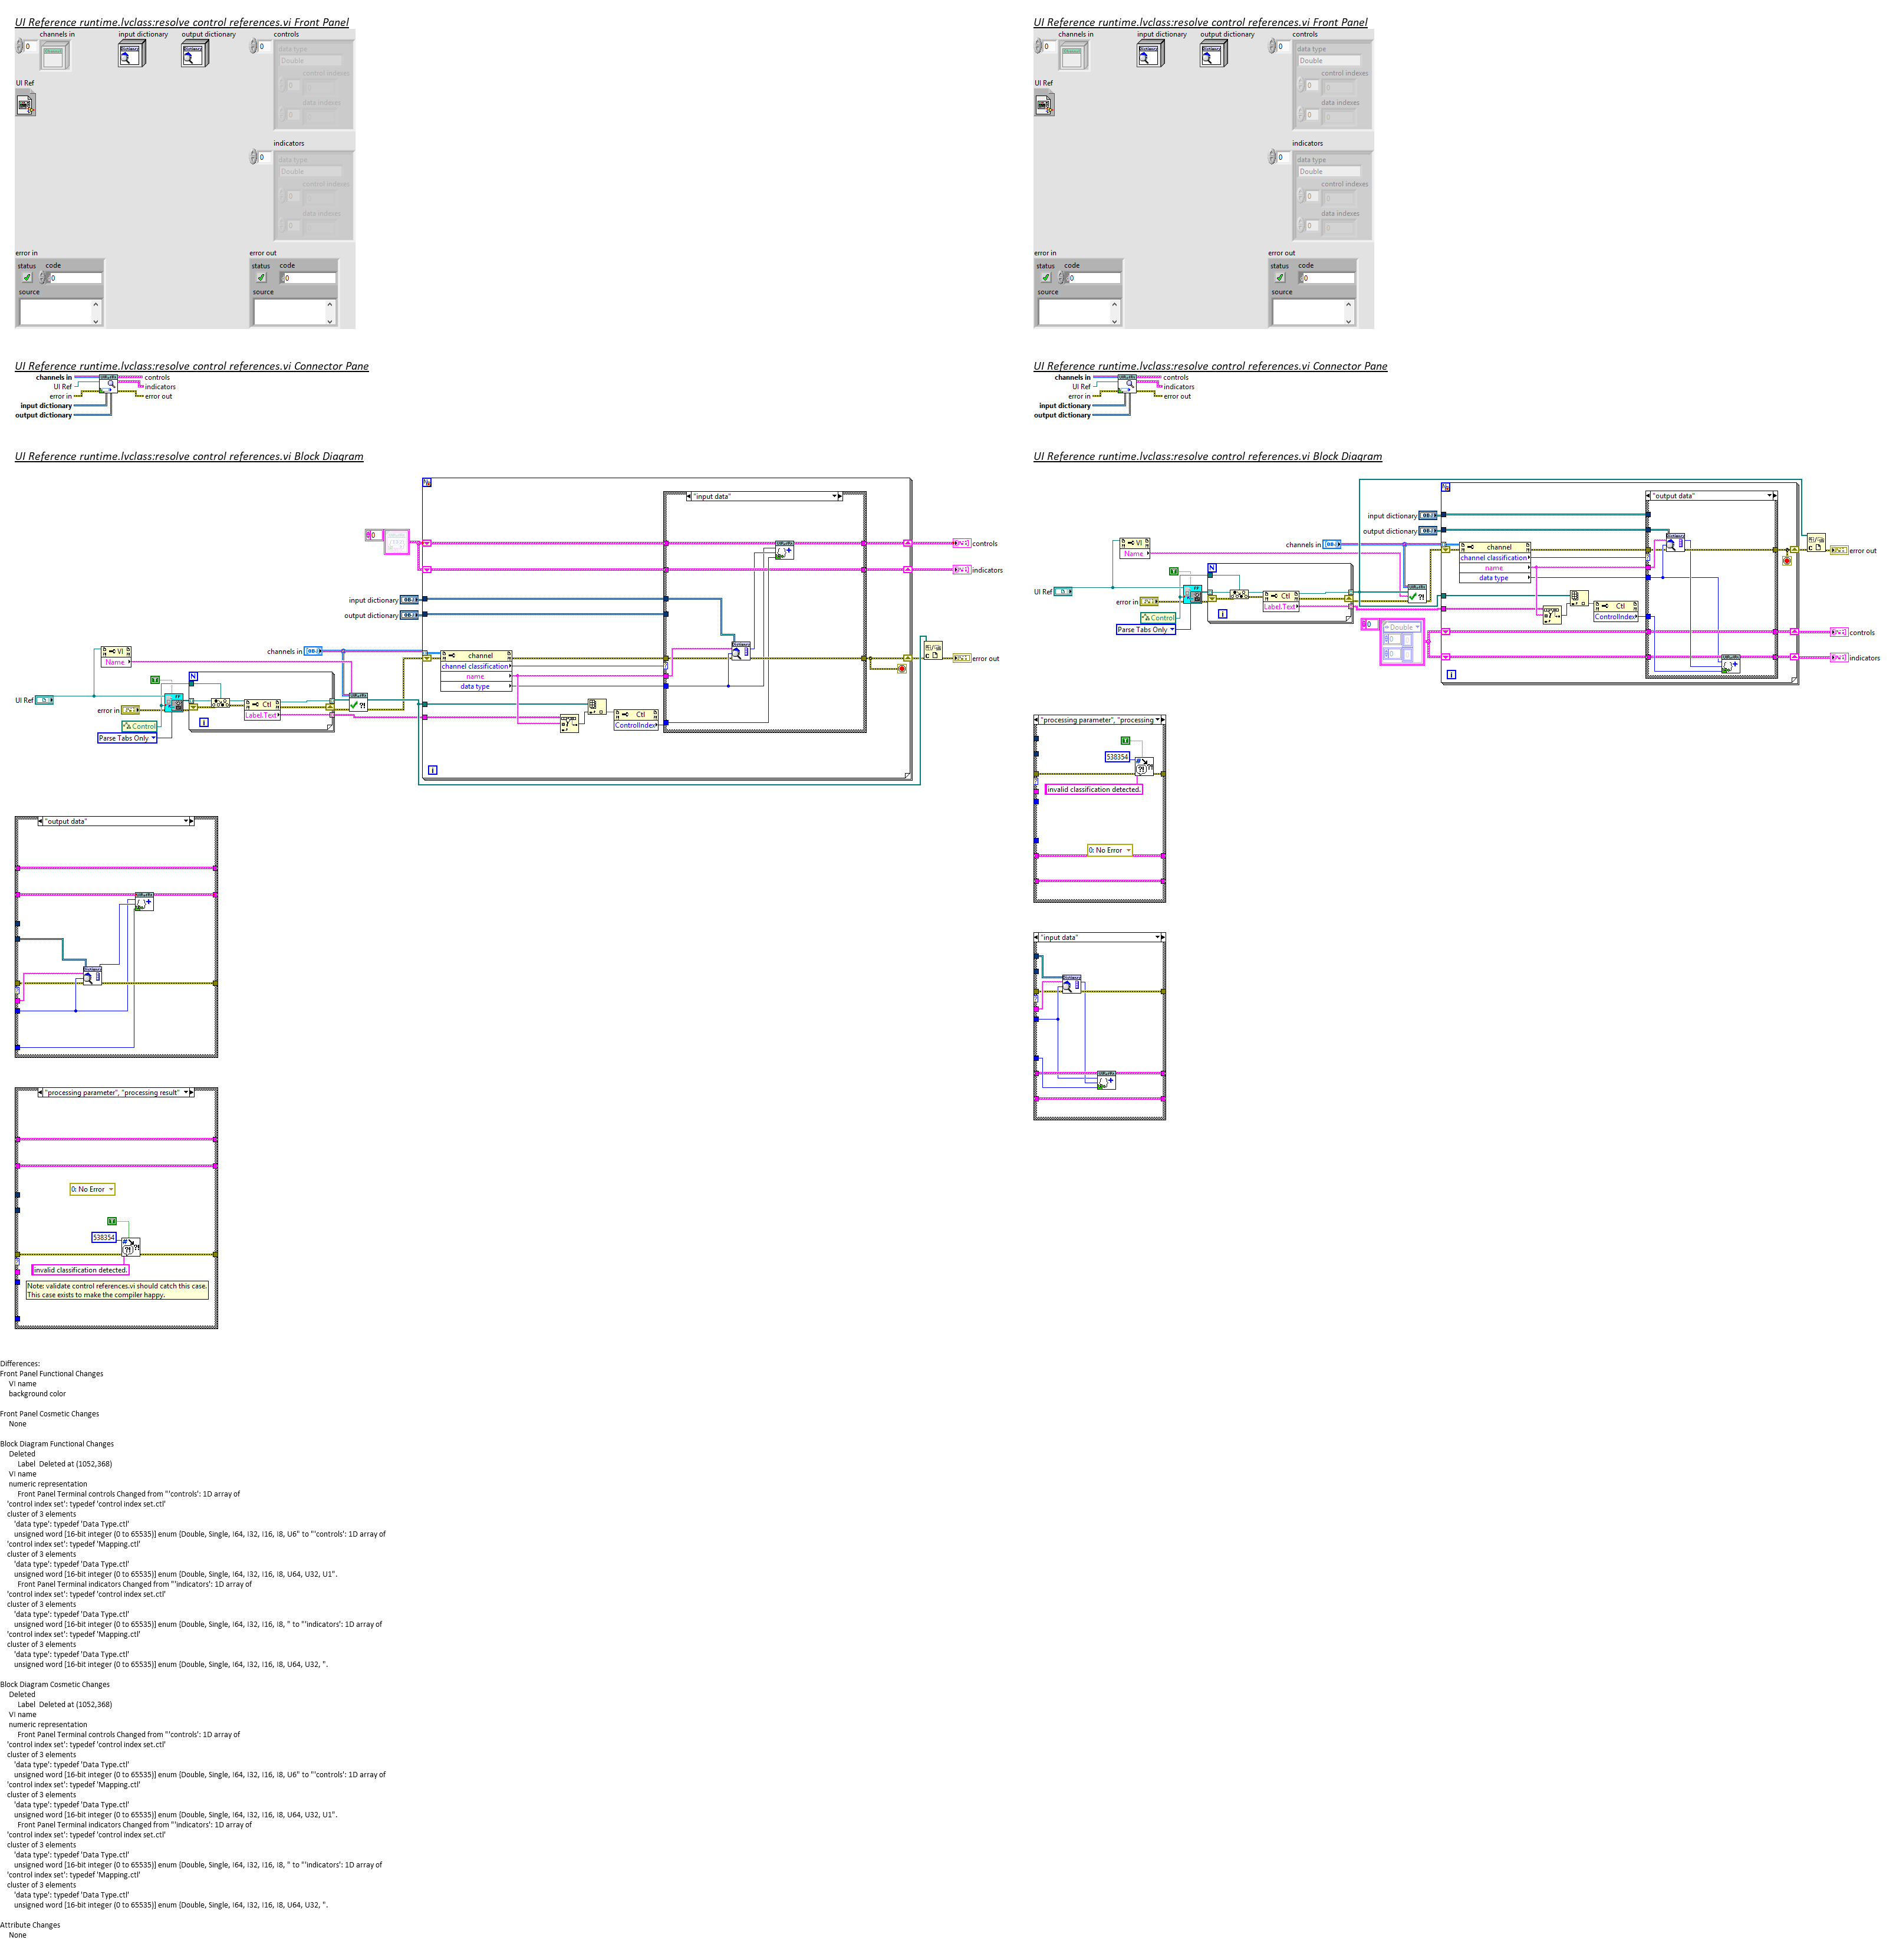 UI Reference runtime.lvclass:resolve control references.vi Front Panel
channels in
input dictionary
output dictionary
controls
0
0
data type
Double
control indexes
0
data indexes
0
UI Ref
indicators
0
data type
Double
control indexes
0
data indexes
0
error in
status
code
0
source
error out
status
code
0
source
UI Reference runtime.lvclass:resolve control references.vi Connector Pane
channels in
UI Ref
error in
input dictionary
output dictionary
controls
indicators
error out
UI Reference runtime.lvclass:resolve control references.vi Block Diagram
"input data"
0
controls
indicators
input dictionary
output dictionary
channels in
channel
channel classification
name
data type
error out
VI
Name
UI Ref
error in
Control
Parse Tabs Only
N
i
Ctl
Label.Text
Ctl
ControlIndex
i
"output data"
"processing parameter", "processing result"
0: No Error
538354
invalid classification detected.
Note: validate control references.vi should catch this case.
This case exists to make the compiler happy.
UI Reference runtime.lvclass:resolve control references.vi Front Panel
channels in
input dictionary
output dictionary
controls
0
0
data type
Double
control indexes
0
data indexes
0
UI Ref
indicators
0
data type
Double
control indexes
0
data indexes
0
error in
status
code
0
source
error out
status
code
0
source
UI Reference runtime.lvclass:resolve control references.vi Connector Pane
channels in
UI Ref
error in
input dictionary
output dictionary
controls
indicators
error out
UI Reference runtime.lvclass:resolve control references.vi Block Diagram
"output data"
input dictionary
output dictionary
channels in
channel
channel classification
name
data type
error out
VI
Name
UI Ref
error in
Control
Parse Tabs Only
N
i
Ctl
Label.Text
Ctl
ControlIndex
0
Double
0
0
controls
indicators
i
"processing parameter", "processing
538354
invalid classification detected.
0: No Error
"input data"
Differences:
Front Panel Functional Changes
VI name
background color
Front Panel Cosmetic Changes
None
Block Diagram Functional Changes
Deleted
Label  Deleted at (1052,368)
VI name
numeric representation
Front Panel Terminal controls Changed from "'controls': 1D array of
'control index set': typedef 'control index set.ctl'
cluster of 3 elements
'data type': typedef 'Data Type.ctl'
unsigned word [16-bit integer (0 to 65535)] enum {Double, Single, I64, I32, I16, I8, U6" to "'controls': 1D array of
'control index set': typedef 'Mapping.ctl'
cluster of 3 elements
'data type': typedef 'Data Type.ctl'
unsigned word [16-bit integer (0 to 65535)] enum {Double, Single, I64, I32, I16, I8, U64, U32, U1".
Front Panel Terminal indicators Changed from "'indicators': 1D array of
'control index set': typedef 'control index set.ctl'
cluster of 3 elements
'data type': typedef 'Data Type.ctl'
unsigned word [16-bit integer (0 to 65535)] enum {Double, Single, I64, I32, I16, I8, " to "'indicators': 1D array of
'control index set': typedef 'Mapping.ctl'
cluster of 3 elements
'data type': typedef 'Data Type.ctl'
unsigned word [16-bit integer (0 to 65535)] enum {Double, Single, I64, I32, I16, I8, U64, U32, ".
Block Diagram Cosmetic Changes
Deleted
Label  Deleted at (1052,368)
VI name
numeric representation
Front Panel Terminal controls Changed from "'controls': 1D array of
'control index set': typedef 'control index set.ctl'
cluster of 3 elements
'data type': typedef 'Data Type.ctl'
unsigned word [16-bit integer (0 to 65535)] enum {Double, Single, I64, I32, I16, I8, U6" to "'controls': 1D array of
'control index set': typedef 'Mapping.ctl'
cluster of 3 elements
'data type': typedef 'Data Type.ctl'
unsigned word [16-bit integer (0 to 65535)] enum {Double, Single, I64, I32, I16, I8, U64, U32, U1".
Front Panel Terminal indicators Changed from "'indicators': 1D array of
'control index set': typedef 'control index set.ctl'
cluster of 3 elements
'data type': typedef 'Data Type.ctl'
unsigned word [16-bit integer (0 to 65535)] enum {Double, Single, I64, I32, I16, I8, " to "'indicators': 1D array of
'control index set': typedef 'Mapping.ctl'
cluster of 3 elements
'data type': typedef 'Data Type.ctl'
unsigned word [16-bit integer (0 to 65535)] enum {Double, Single, I64, I32, I16, I8, U64, U32, ".
Attribute Changes
None